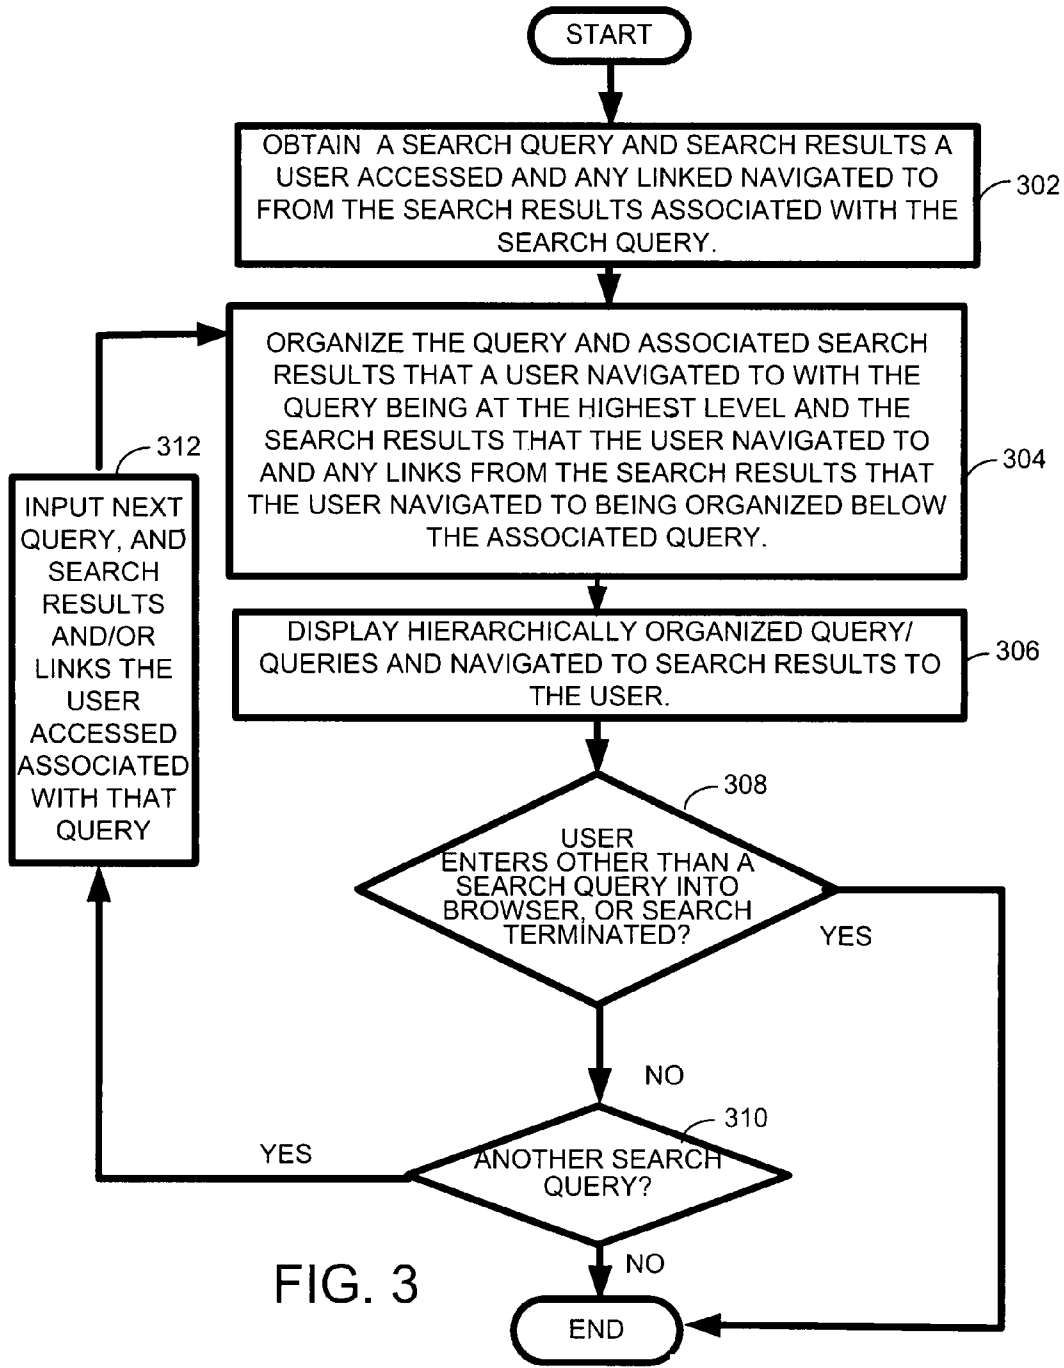 START
OBTAIN A SEARCH QUERY AND SEARCH RESULTS A
USER ACCESSED AND ANY LINKED NAVIGATED TO
FROM THE SEARCH RESULTS ASSOCIATED WITH THE
SEARCH QUERY.
302
ORGANIZE THE QUERY AND ASSOCIATED SEARCH
RESULTS THAT A USER NAVIGATED TO WITH THE
QUERY BEING AT THE HIGHEST LEVEL AND THE
SEARCH RESULTS THAT THE USER NAVIGATED TO
AND ANY LINKS FROM THE SEARCH RESULTS THAT
THE USER NAVIGATED TO BEING ORGANIZED BELOW
THE ASSOCIATED QUERY.
304
312
INPUT NEXT
QUERY, AND
SEARCH
RESULTS
AND/OR
LINKS THE
USER
ACCESSED
ASSOCIATED
WITH THAT
QUERY
DISPLAY HIERARCHICALLY ORGANIZED QUERY/
QUERIES AND NAVIGATED TO SEARCH RESULTS TO
THE USER.
306
308
USER
ENTERS OTHER THAN A
SEARCH QUERY INTO
BROWSER, OR SEARCH
TERMINATED?
YES
NO
310
ANOTHER SEARCH
QUERY?
YES
NO
FIG. 3
END